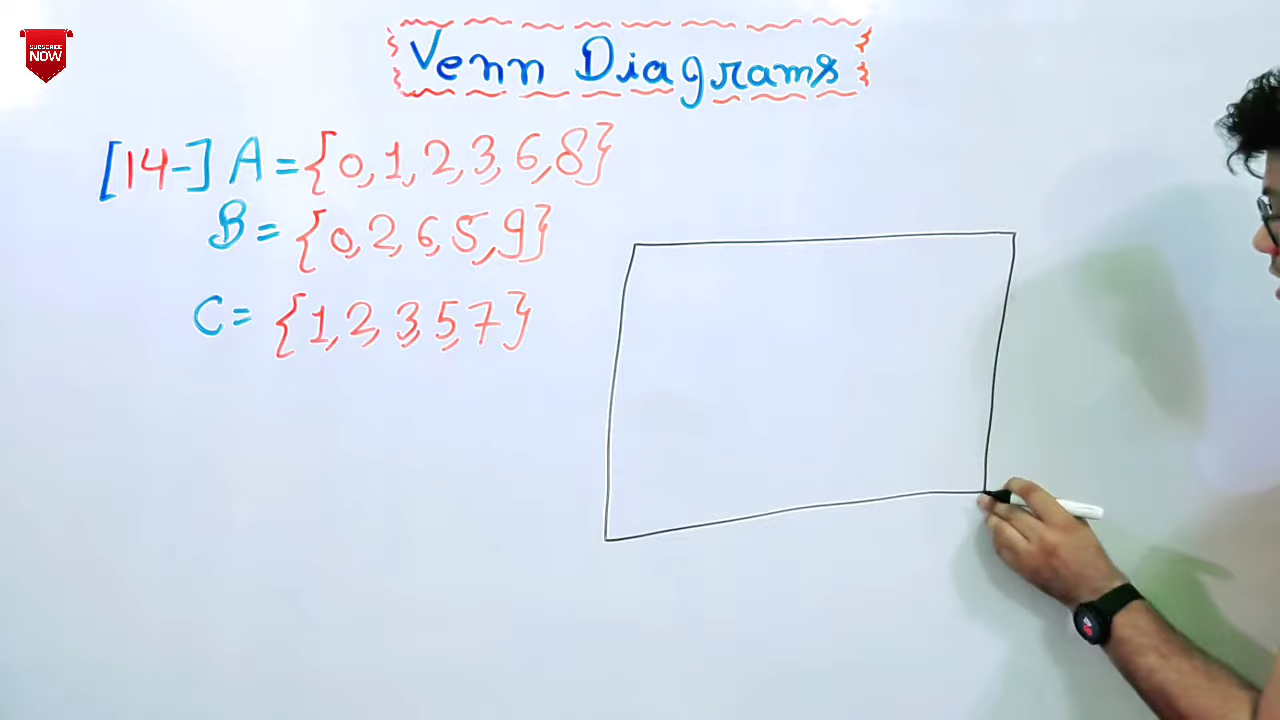 SUBSCRIBE
NOW
Venn Diagrams
[14-] A = {0, 1, 2, 3, 6, 8}
B = {0, 2, 6, 5, 9}
C = {1, 2, 3, 5, 7}